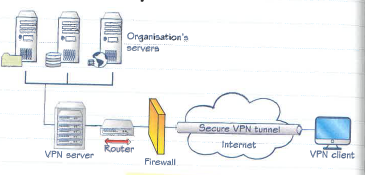 Organisation's
servers
Secure VPN tunnel
Internet
VPN server
Router
Firewall
VPN client